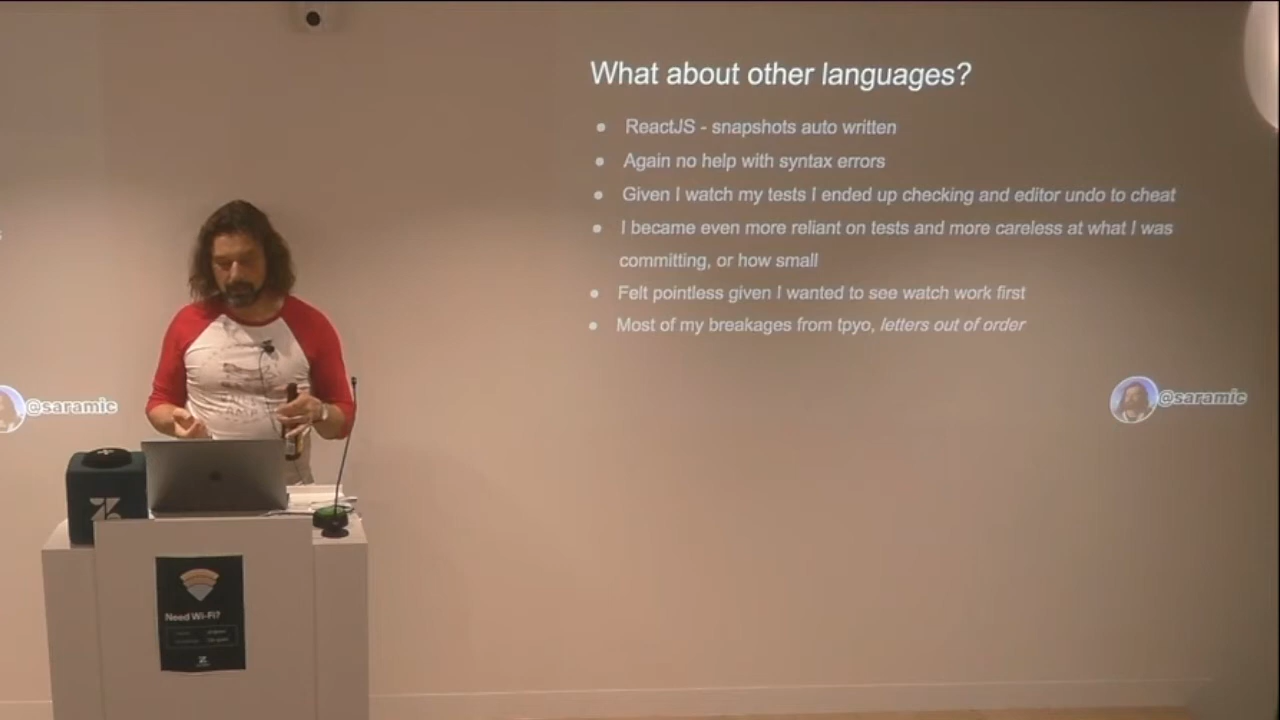 What about other languages?
ReactJS - snapshots auto written
Again no help with syntax errors
Given I watch my tests I ended up checking and editor undo to cheat
I became even more reliant on tests and more careless at what I was
committing, or how small
Felt pointless given I wanted to see watch work first
Most of my breakages from tpyo, letters out of order
@saramic
@saramic
Need Wi-Fi?